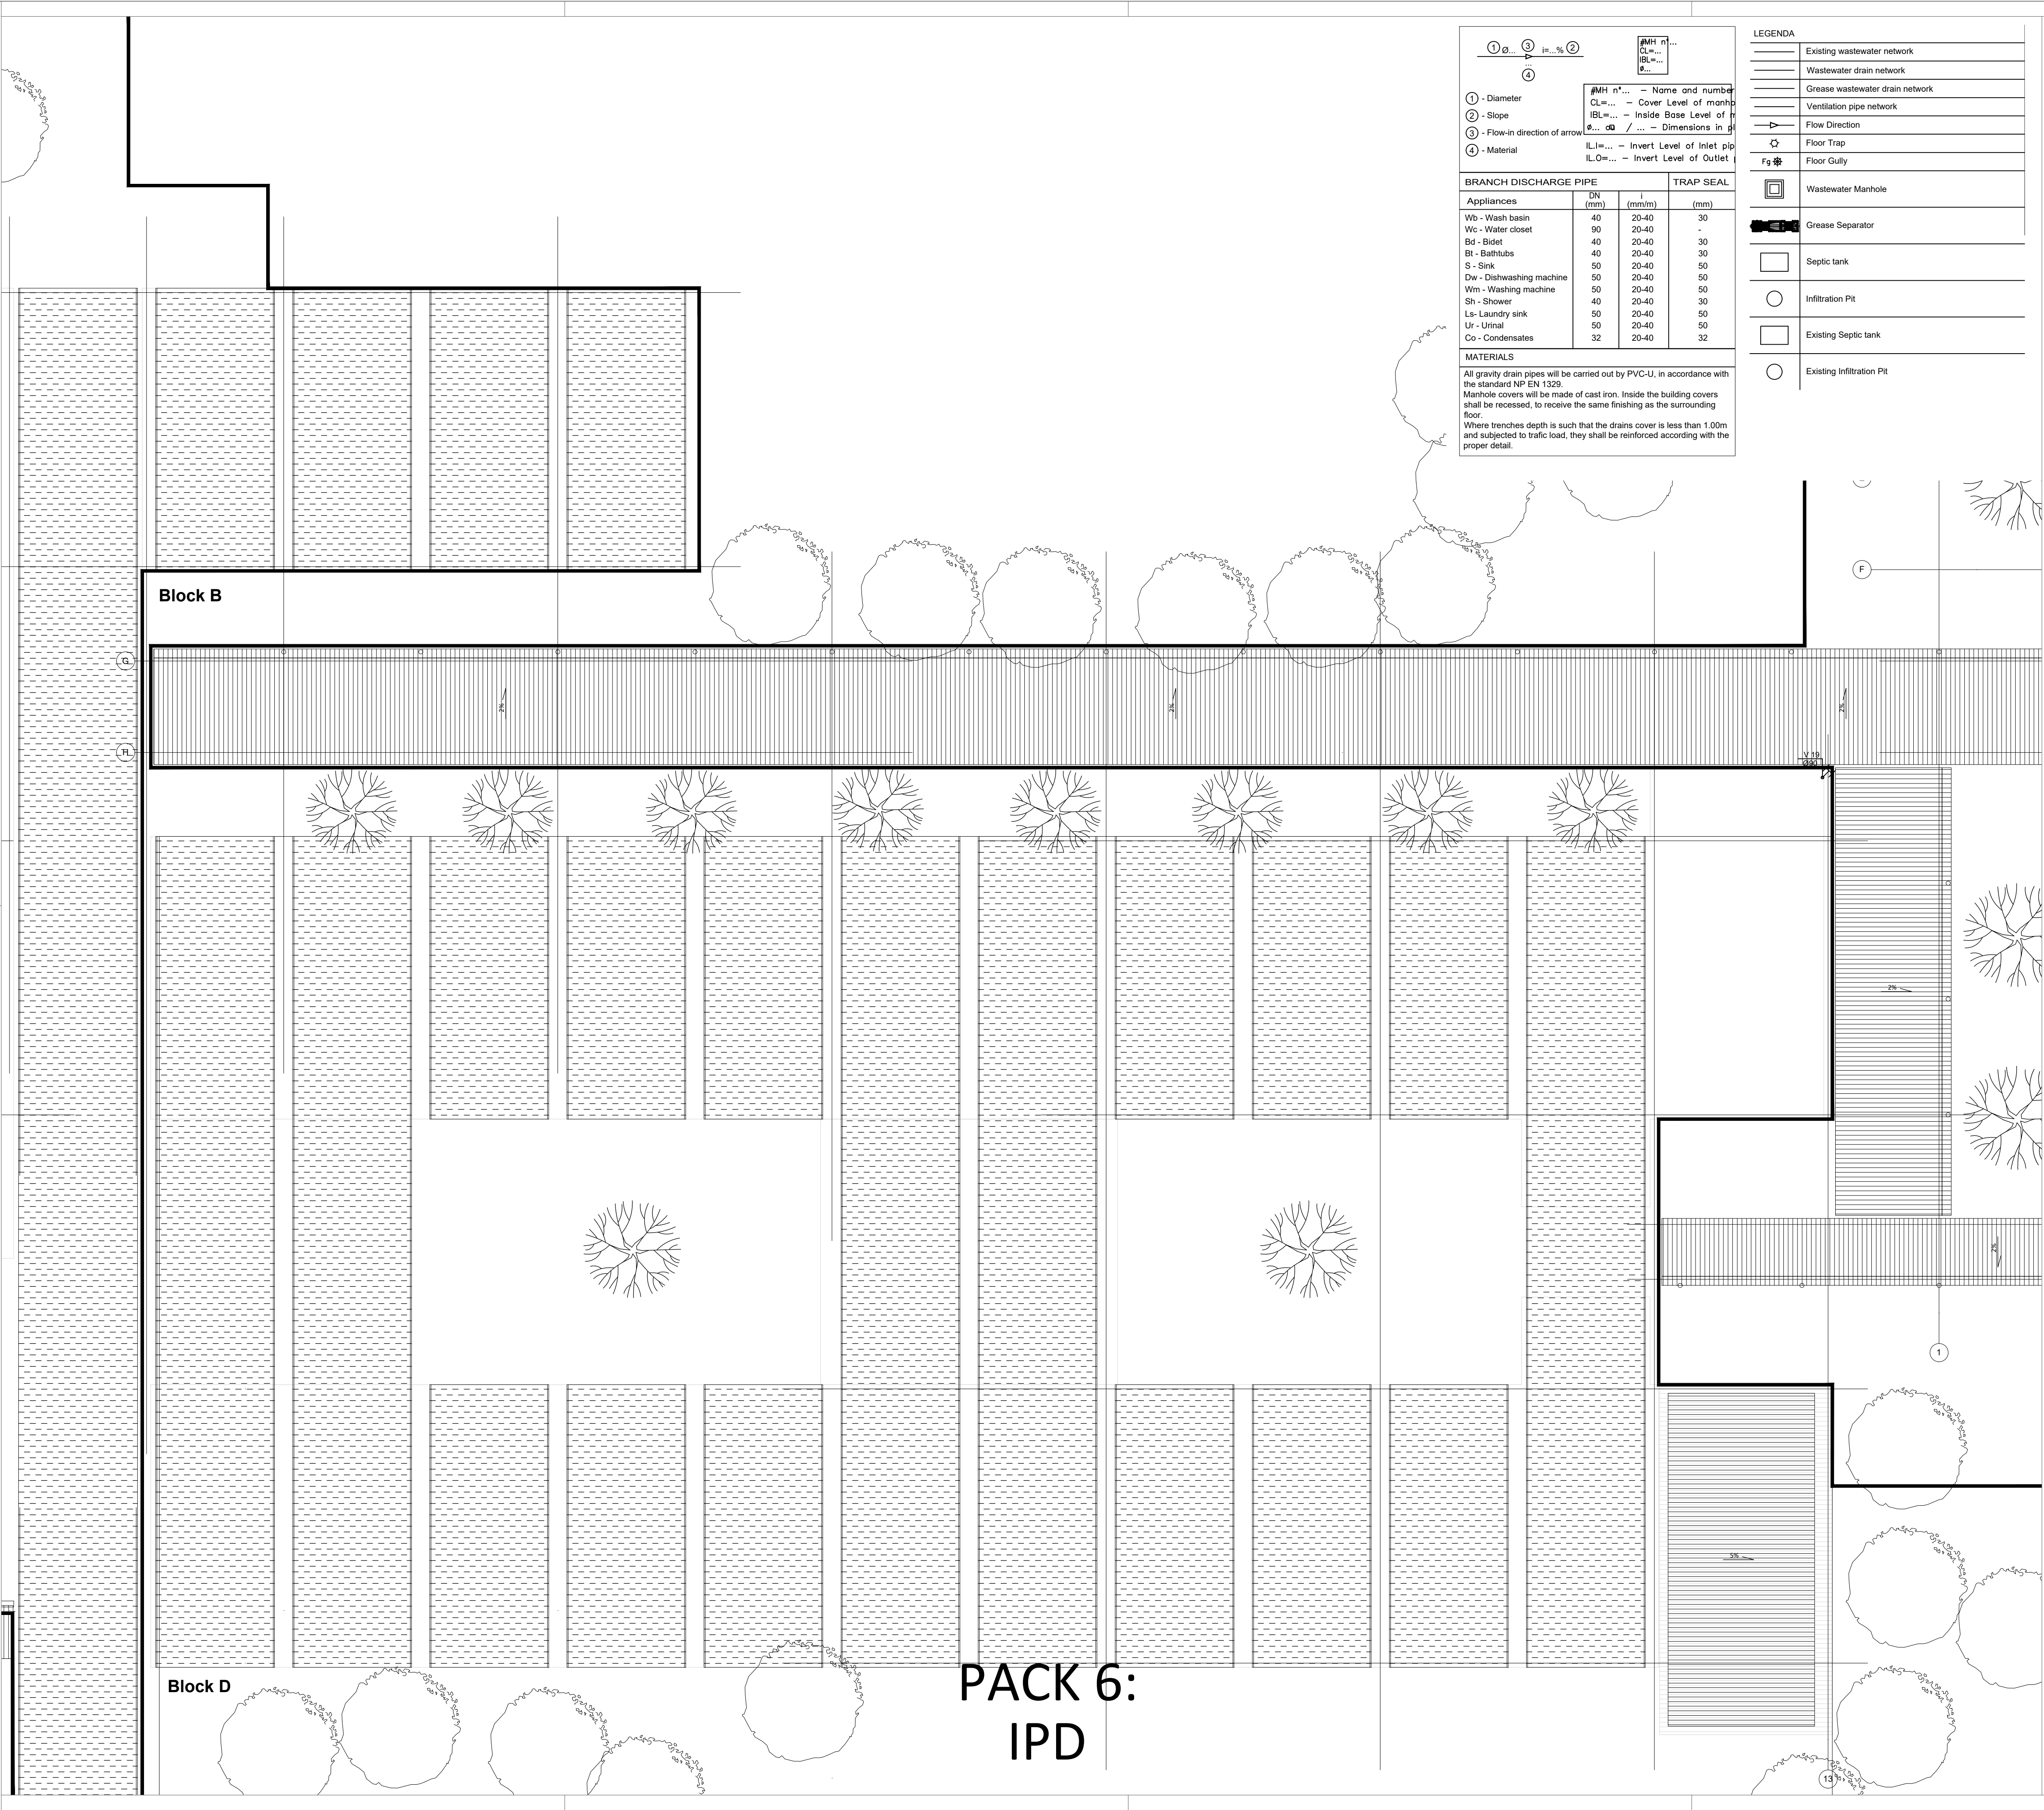 ① Ø... ③ i=...% ②
...
④
#MH n°...
CL=...
IBL=...
ø...
① - Diameter
② - Slope
③ - Flow-in direction of arrow
④ - Material
#MH n°... – Name and number
CL=... – Cover Level of
IBL=... – Inside Base Level of
ø... / ... – Dimensions in
IL.I=... – Invert Level of Inlet
IL.O=... – Invert Level of Outlet
BRANCH DISCHARGE PIPE TRAP SEAL
Appliances DN (mm) i (mm/m) (mm)
Wb - Wash basin 40 20-40 30
Wc - Water closet 90 20-40 -
Bd - Bidet 40 20-40 30
Bt - Bathtubs 40 20-40 30
S - Sink 50 20-40 50
Dw - Dishwashing machine 50 20-40 50
Wm - Washing machine 50 20-40 50
Sh - Shower 40 20-40 30
Ls- Laundry sink 50 20-40 50
Ur - Urinal 50 20-40 50
Co - Condensates 32 20-40 32
MATERIALS
All gravity drain pipes will be carried out by PVC-U, in accordance with
the standard NP EN 1329.
Manhole covers will be made of cast iron. Inside the building covers
shall be recessed, to receive the same finishing as the surrounding
floor.
Where trenches depth is such that the drains cover is less than 1.00m
and subjected to trafic load, they shall be reinforced according with the
proper detail.
LEGENDA
Existing wastewater network
Wastewater drain network
Grease wastewater drain network
Ventilation pipe network
Flow Direction
Floor Trap
Fg Floor Gully
Wastewater Manhole
Grease Separator
Septic tank
Infiltration Pit
Existing Septic tank
Existing Infiltration Pit
F
Block B
G
2%
2%
2%
H
V 19
Ø90
2%
2%
1
5%
Block D
PACK 6:
IPD
13